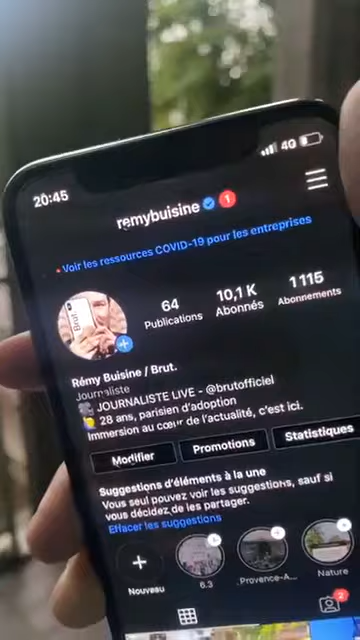 20:45
4G
remybuisine 1
Voir les ressources COVID-19 pour les entreprises
Brut.
64
Publications
10,1 K
Abonnés
1 115
Abonnements
Rémy Buisine / Brut.
Journaliste
JOURNALISTE LIVE - @brutofficiel
28 ans, parisien d'adoption
Immersion au cœur de l'actualité, c'est ici.
Modifier
Promotions
Statistiques
Suggestions d'éléments à la une
Vous seul pouvez voir les suggestions, sauf si
vous décidez de les partager.
Effacer les suggestions
Nouveau
6.3
Provence-A...
Nature
2